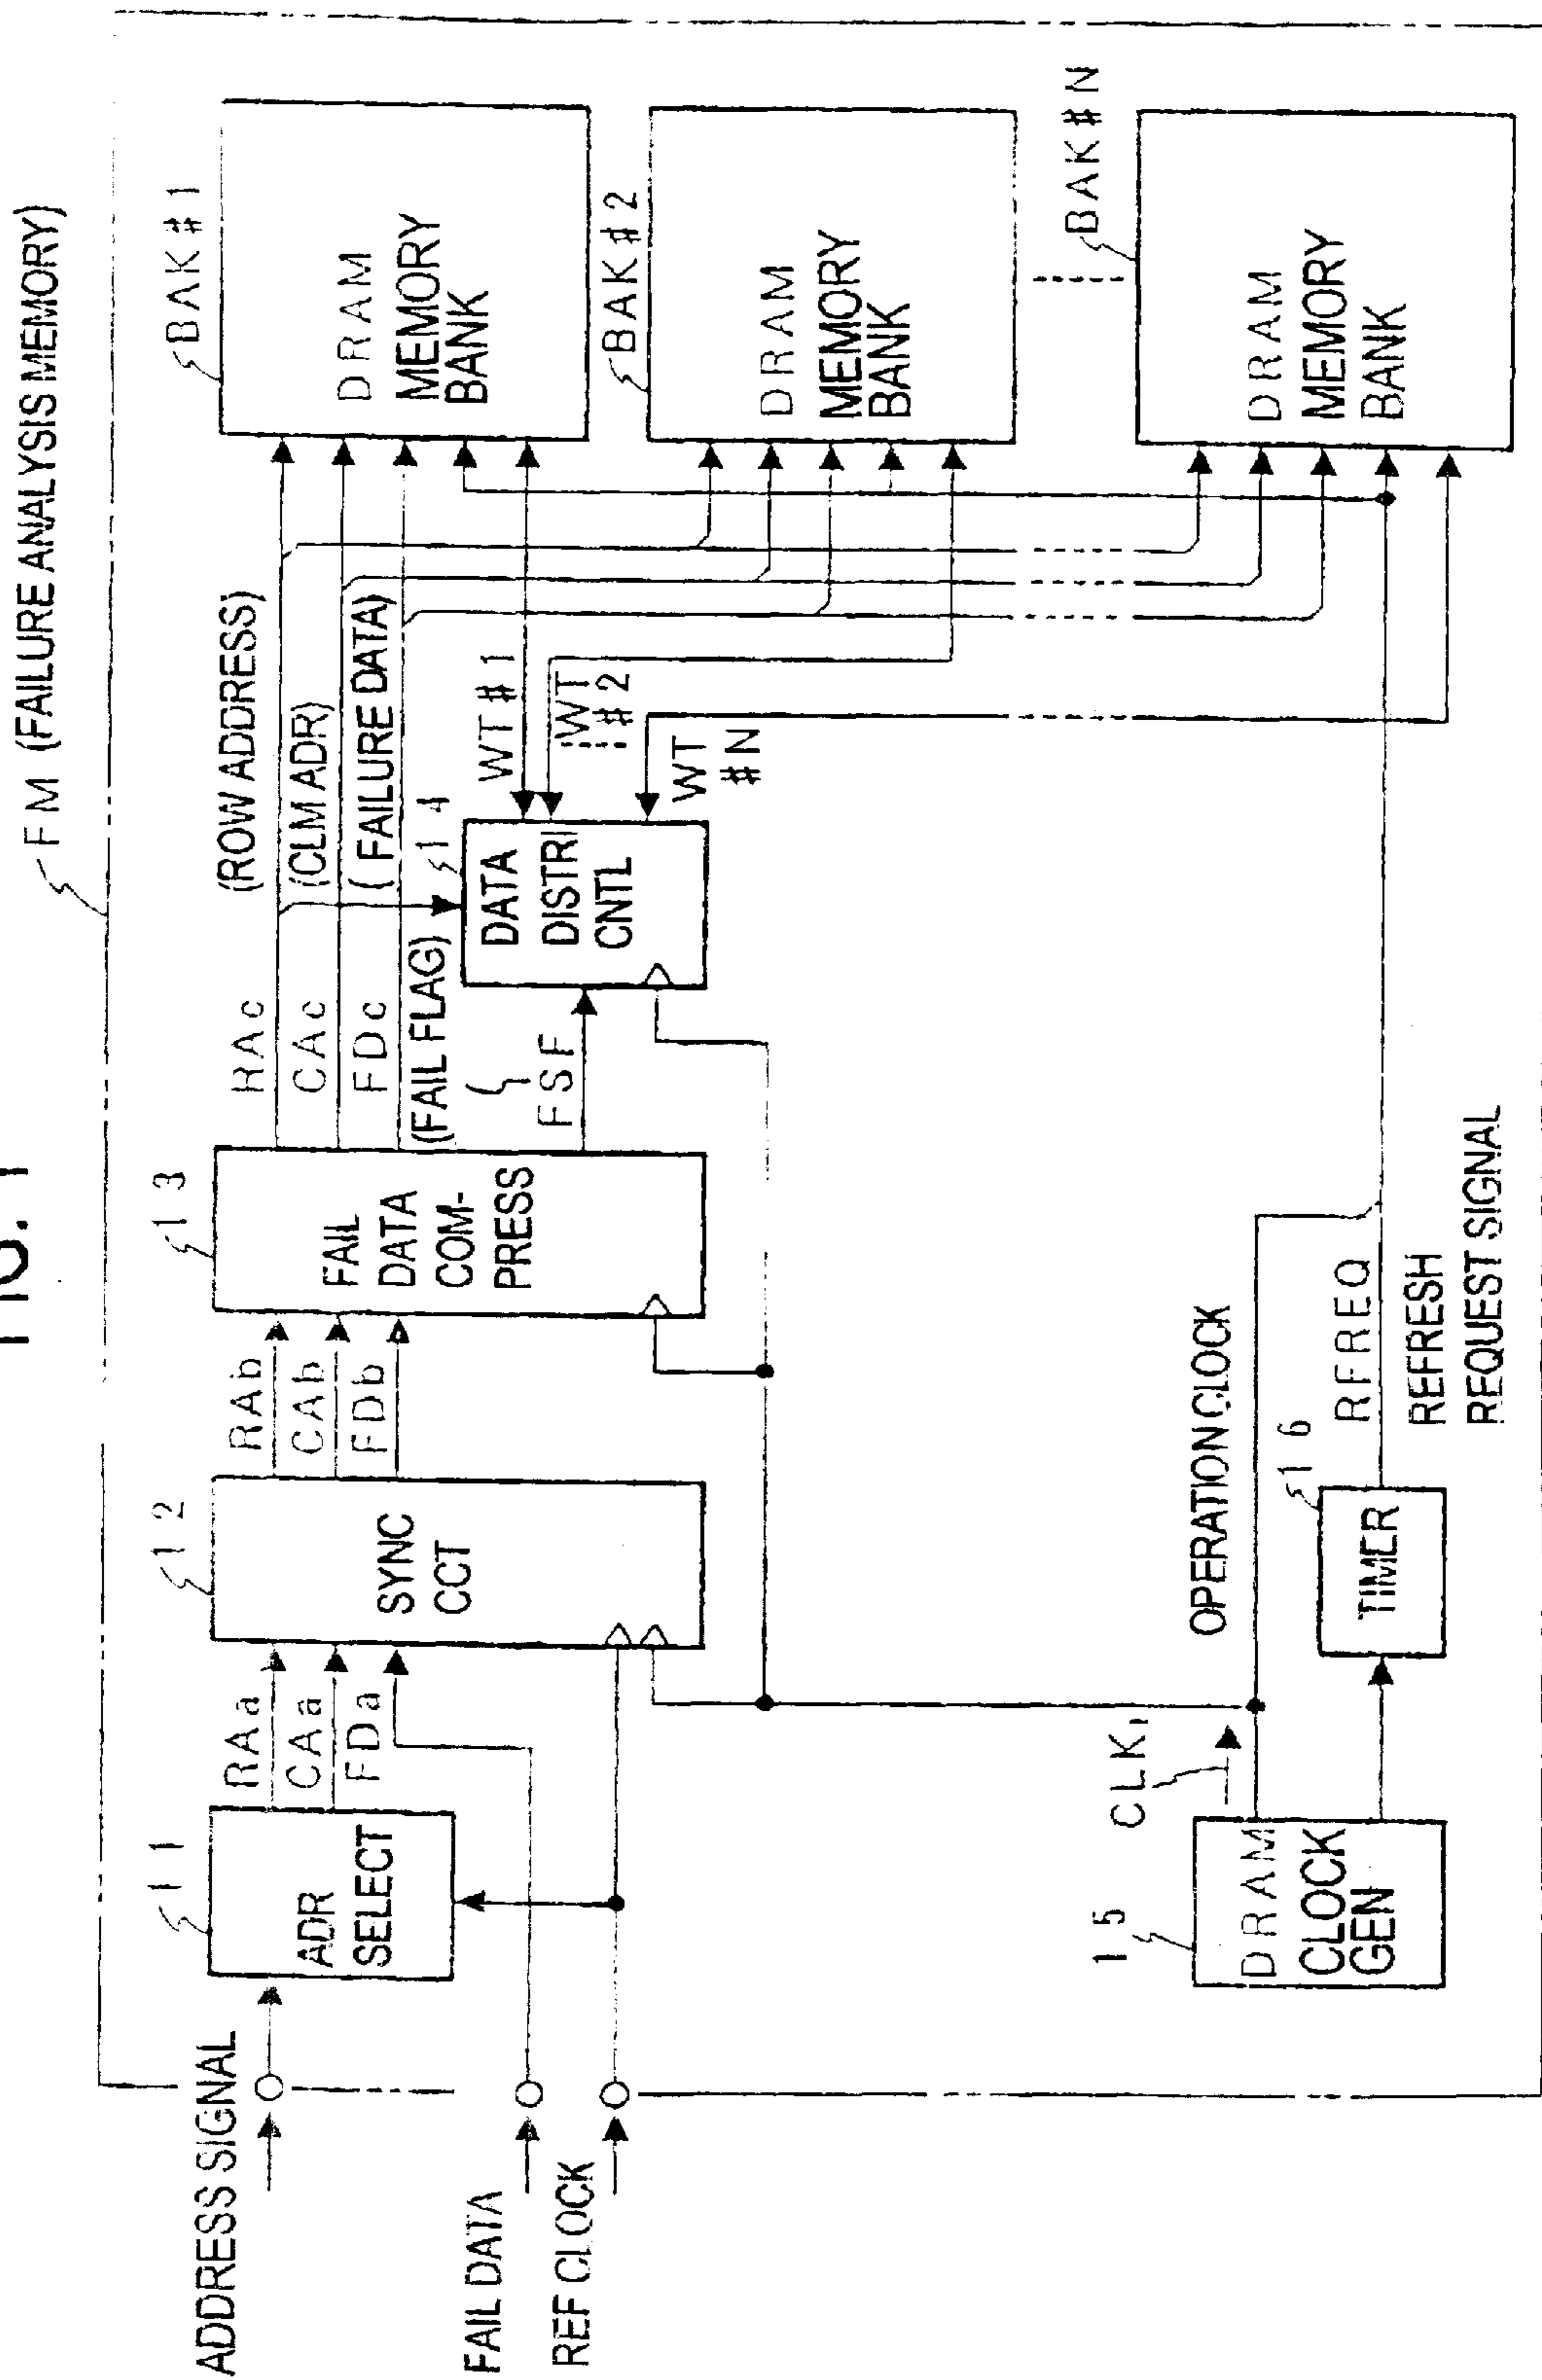 FIG. 1
FM (FAILURE ANALYSIS MEMORY)
ADDRESS SIGNAL
FAIL DATA
REF CLOCK
11
ADR
SELECT
RAa
CAa
FDa
12
SYNC
CCT
RAb
CAb
FDb
13
FAIL
DATA
COM-
PRESS
RAc
CAc
FDc
(ROW ADDRESS)
(CLM ADR)
(FAILURE DATA)
(FAIL FLAG)
FSF
14
DATA
DISTRI
CNTL
WT#1
WT
#2
WT
#N
BAK#1
DRAM
MEMORY
BANK
BAK#2
DRAM
MEMORY
BANK
BAK#N
DRAM
MEMORY
BANK
15
DRAM
CLOCK
GEN
CLK1
OPERATION CLOCK
16
TIMER
RFREQ
REFRESH
REQUEST SIGNAL